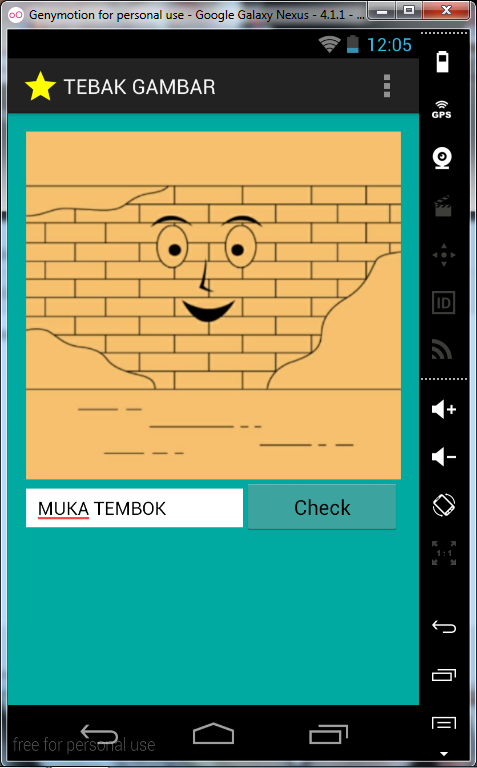 Genymotion for personal use - Google Galaxy Nexus - 4.1.1 - ...
12:05
TEBAK GAMBAR
GPS
ID
MUKA TEMBOK
Check
1:1
free for personal use